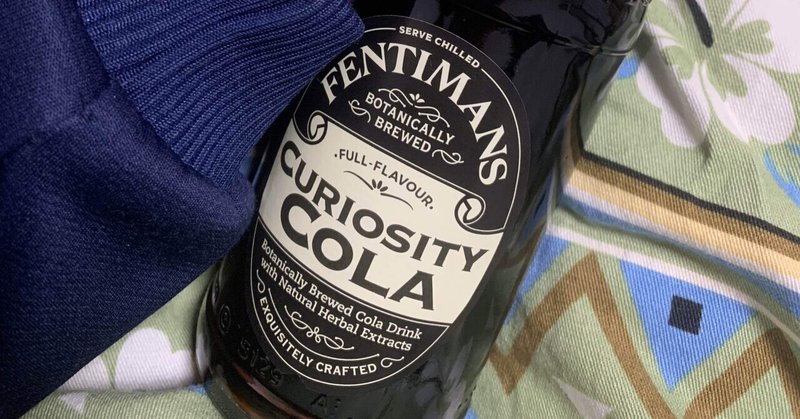 SERVE CHILLED
FENTIMANS
BOTANICALLY
BREWED
.FULL-FLAVOUR.
CURIOSITY
COLA
Botanically Brewed Cola Drink
with Natural Herbal Extracts
EXQUISITELY CRAFTED